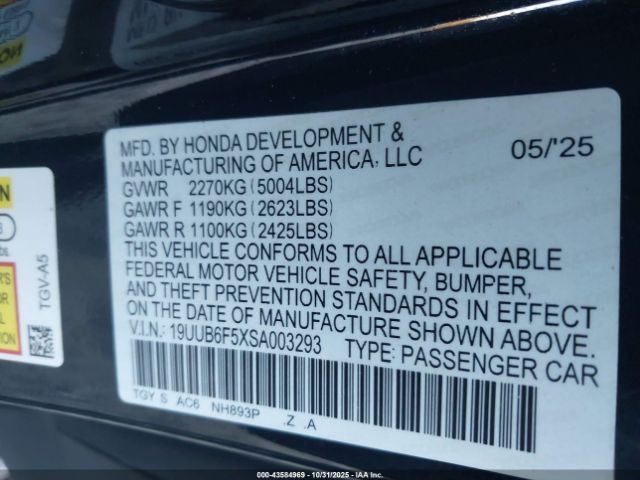 MFD. BY HONDA DEVELOPMENT &
MANUFACTURING OF AMERICA, LLC 05/'25
GVWR 2270KG(5004LBS)
GAWR F 1190KG(2623LBS)
GAWR R 1100KG(2425LBS)
THIS VEHICLE CONFORMS TO ALL APPLICABLE
FEDERAL MOTOR VEHICLE SAFETY, BUMPER,
AND THEFT PREVENTION STANDARDS IN EFFECT
ON THE DATE OF MANUFACTURE SHOWN ABOVE.
V.I.N.: 19UUB6F5XSA003293 TYPE: PASSENGER CAR
TGY S AC6 NH893P .Z .A
TGV-A5
000-43584969 | 10/31/2025 | IAA Inc.